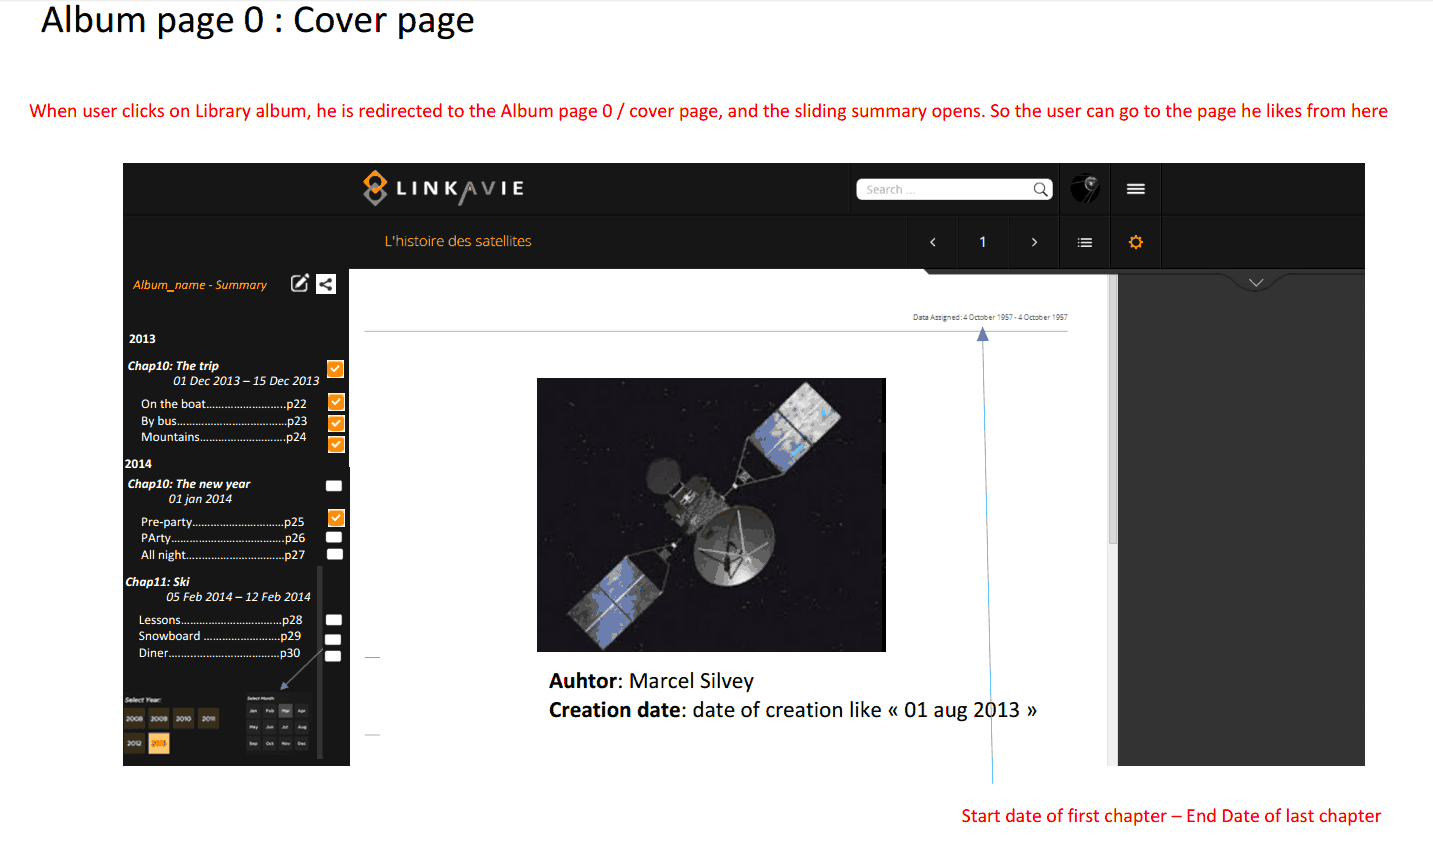 Album page 0 : Cover page
When user clicks on Library album, he is redirected to the Album page 0 / cover page, and the sliding summary opens. So the user can go to the page he likes from here
LINKAVIE
Search ...
L'histoire des satellites
1
Album_name - Summary
Data Assigned: 4 October 1957 - 4 October 1957
2013
Chap10: The trip
01 Dec 2013 – 15 Dec 2013
On the boat..........................p22
By bus....................................p23
Mountains............................p24
2014
Chap10: The new year
01 jan 2014
Pre-party..............................p25
PArty.....................................p26
All night................................p27
Chap11: Ski
05 Feb 2014 – 12 Feb 2014
Lessons.................................p28
Snowboard .........................p29
Diner.....................................p30
Auhtor: Marcel Silvey
Creation date: date of creation like « 01 aug 2013 »
Select Year:
2008 2009 2010 2011
2012
Select Month:
Jan Feb Mar Apr
May Jun Jul Aug
Sep Oct Nov Dec
Start date of first chapter – End Date of last chapter